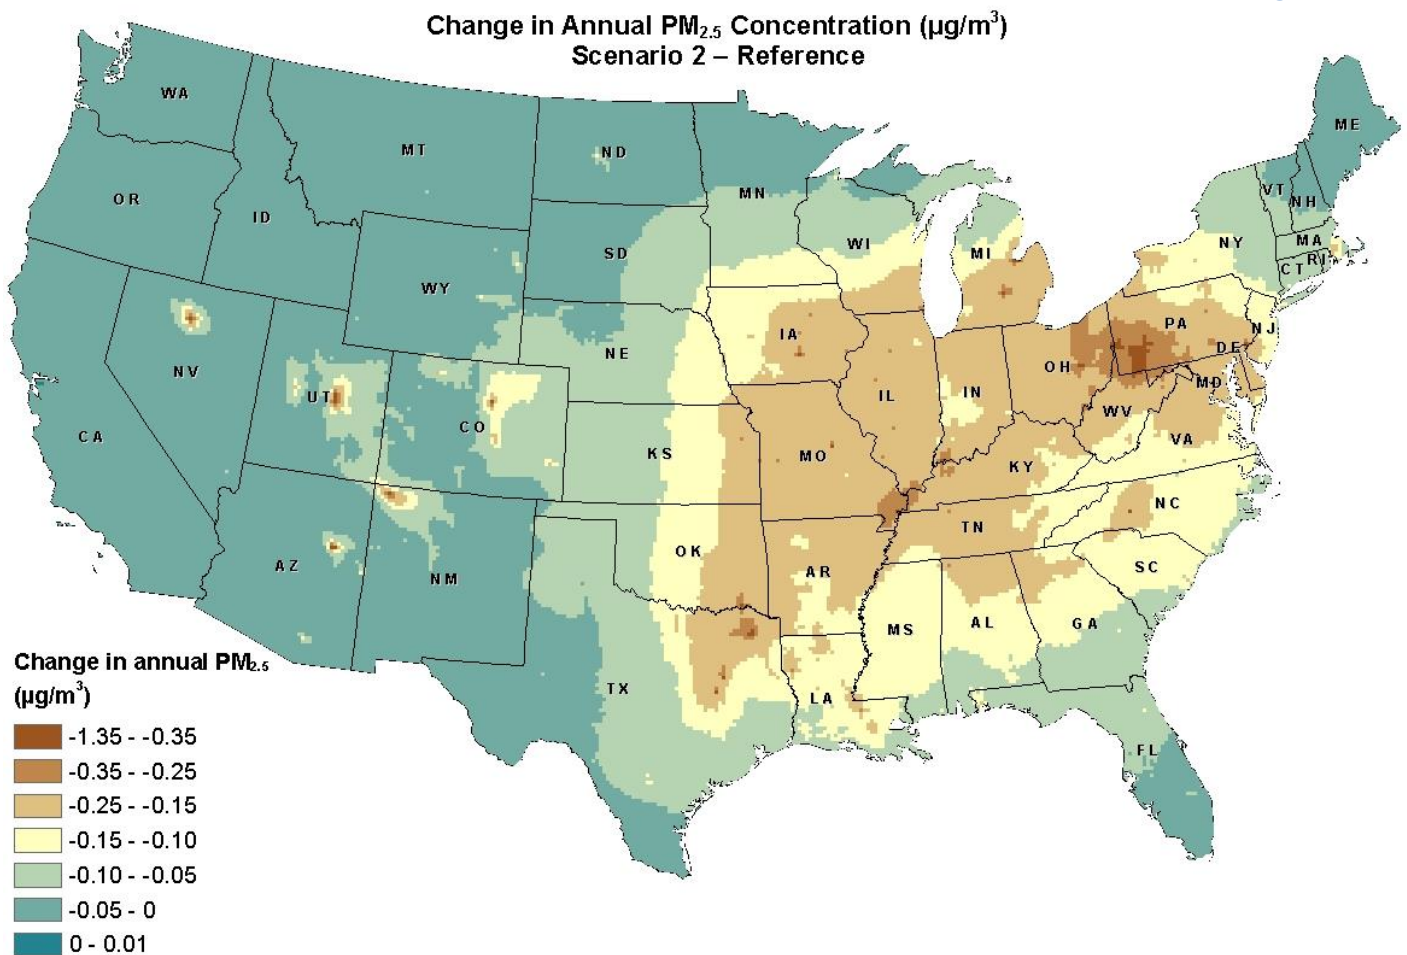 Change in Annual PM2.5 Concentration (µg/m³)
Scenario 2 – Reference
WA
MT
ND
ME
OR
ID
MN
VT
NH
SD
WI
MI
NY
MA
CT
RI
WY
NV
NE
IA
PA
NJ
UT
OH
DE
CO
IL
IN
MD
CA
KS
MO
WV
VA
KY
NC
TN
AZ
NM
OK
AR
SC
MS
AL
GA
TX
LA
FL
Change in annual PM2.5
(µg/m³)
-1.35 - -0.35
-0.35 - -0.25
-0.25 - -0.15
-0.15 - -0.10
-0.10 - -0.05
-0.05 - 0
0 - 0.01